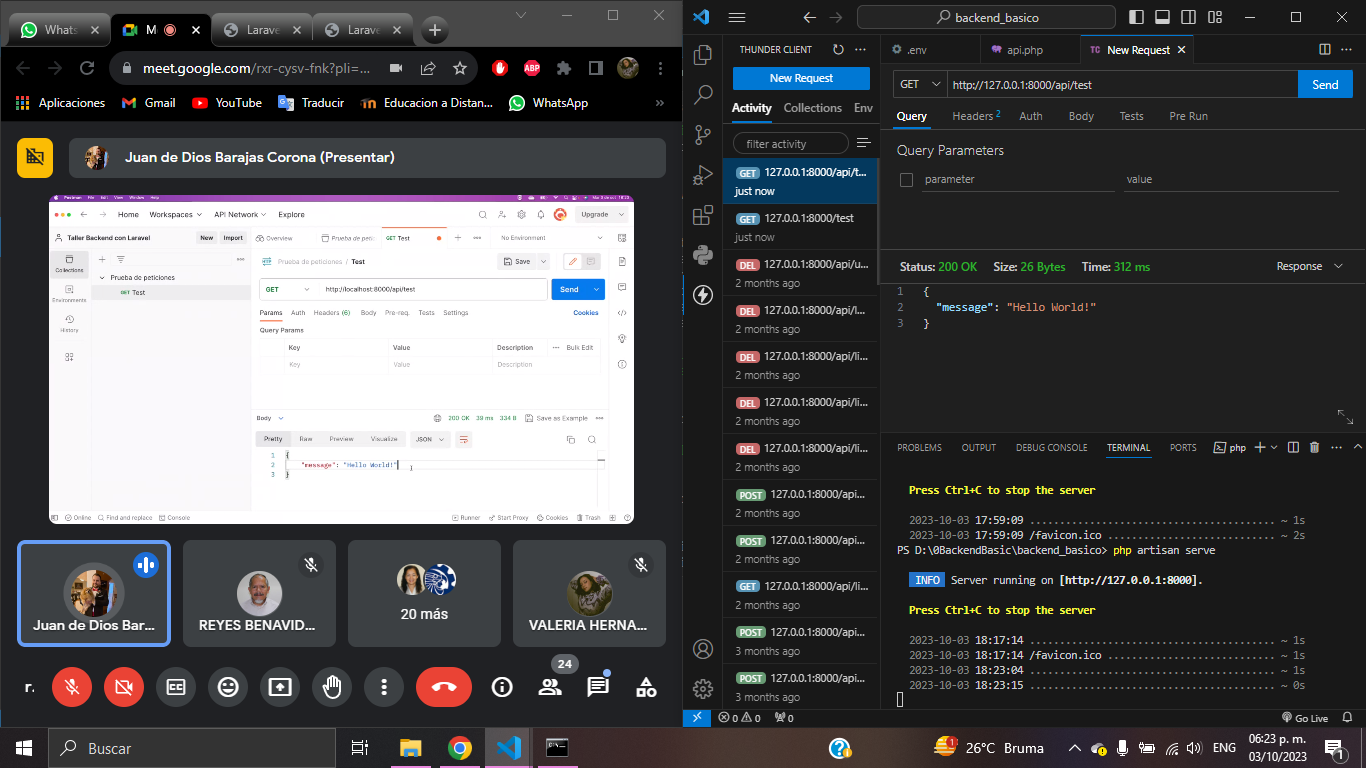 Whats
M
Larave
Larave
meet.google.com/rxr-cysv-fnk?pli=...
ABP
Aplicaciones
Gmail
YouTube
Traducir
Educacion a Distan...
WhatsApp
»
Juan de Dios Barajas Corona (Presentar)
Postman File Edit View Window Help
Home Workspaces API Network Explore
Upgrade
Taller Backend con Laravel
New Import
Overview
Prueba de peti
GET Test
No Environment
Collections
Environments
History
Prueba de peticiones
GET Test
Prueba de peticiones / Test
Save
GET
http://localhost:8000/api/test
Send
Params Auth Headers (6) Body Pre-req. Tests Settings
Cookies
Query Params
Key Value Description Bulk Edit
Key Value Description
Body
200 OK 39 ms 334 B Save as Example
Pretty Raw Preview Visualize JSON
1 {
2 "message": "Hello World!"
3 }
Online Find and replace Console
Runner Start Proxy Cookies Trash
Juan de Dios Bar...
REYES BENAVID...
20 más
VALERIA HERNA...
r.
24
backend_basico
THUNDER CLIENT
New Request
Activity Collections Env
filter activity
GET 127.0.0.1:8000/api/t...
just now
GET 127.0.0.1:8000/test
just now
DEL 127.0.0.1:8000/api/u...
2 months ago
DEL 127.0.0.1:8000/api/l...
2 months ago
DEL 127.0.0.1:8000/api/li...
2 months ago
DEL 127.0.0.1:8000/api/li...
2 months ago
DEL 127.0.0.1:8000/api/li...
2 months ago
POST 127.0.0.1:8000/api...
2 months ago
POST 127.0.0.1:8000/api...
2 months ago
GET 127.0.0.1:8000/api/li...
2 months ago
POST 127.0.0.1:8000/api...
3 months ago
POST 127.0.0.1:8000/api...
3 months ago
.env
api.php
TC New Request
GET
http://127.0.0.1:8000/api/test
Send
Query Headers 2 Auth Body Tests Pre Run
Query Parameters
parameter value
Status: 200 OK Size: 26 Bytes Time: 312 ms
Response
1 {
2 "message": "Hello World!"
3 }
PROBLEMS OUTPUT DEBUG CONSOLE TERMINAL PORTS
php
Press Ctrl+C to stop the server
2023-10-03 17:59:09 ........................................ ~ 1s
2023-10-03 17:59:09 /favicon.ico ........................... ~ 2s
PS D:\0BackendBasic\backend_basico> php artisan serve
INFO Server running on [http://127.0.0.1:8000].
Press Ctrl+C to stop the server
2023-10-03 18:17:14 ........................................ ~ 1s
2023-10-03 18:17:14 /favicon.ico ........................... ~ 1s
2023-10-03 18:23:04 ........................................ ~ 1s
2023-10-03 18:23:15 ........................................ ~ 0s
0 0 0
Go Live
Buscar
1
26°C Bruma
ENG
06:23 p. m.
03/10/2023
1